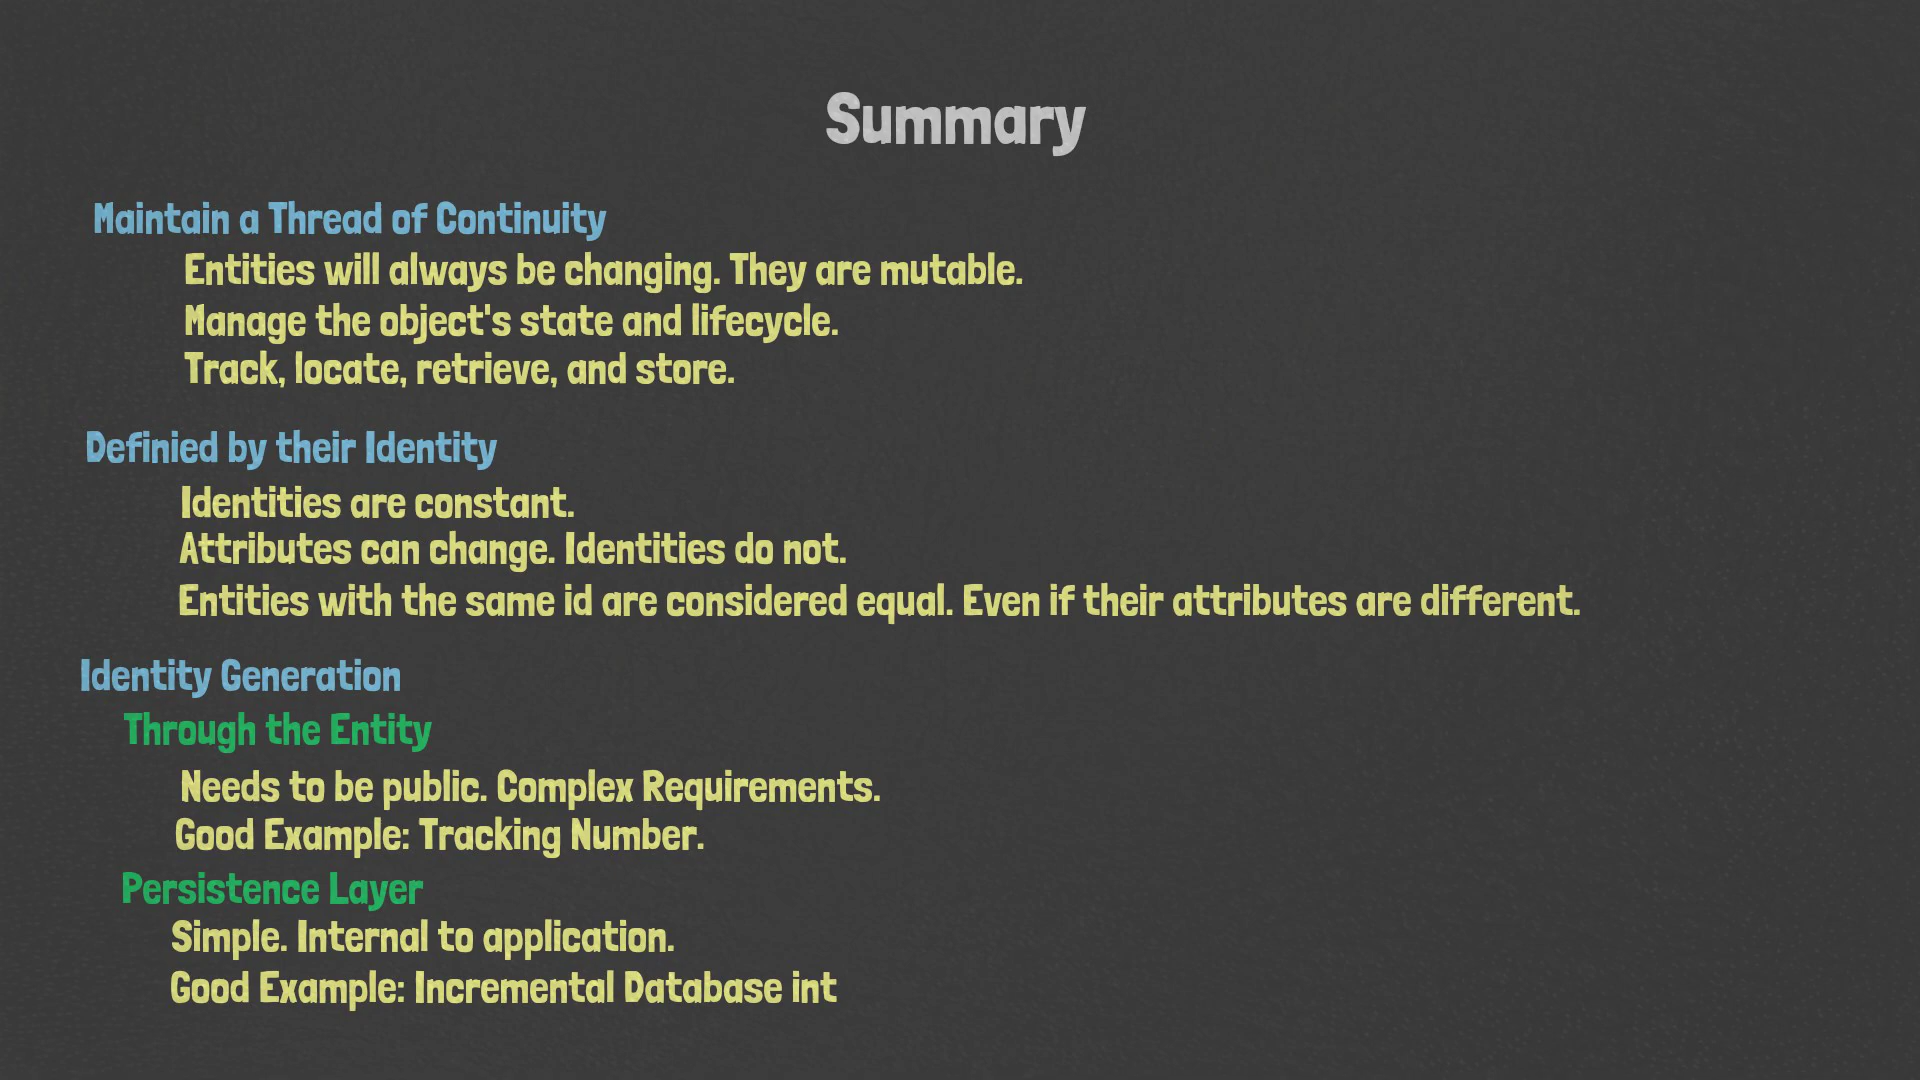 Summary
Maintain a Thread of Continuity
Entities will always be changing. They are mutable.
Manage the object's state and lifecycle.
Track, locate, retrieve, and store.
Definied by their Identity
Identities are constant.
Attributes can change. Identities do not.
Entities with the same id are considered equal. Even if their attributes are different.
Identity Generation
Through the Entity
Needs to be public. Complex Requirements.
Good Example: Tracking Number.
Persistence Layer
Simple. Internal to application.
Good Example: Incremental Database int